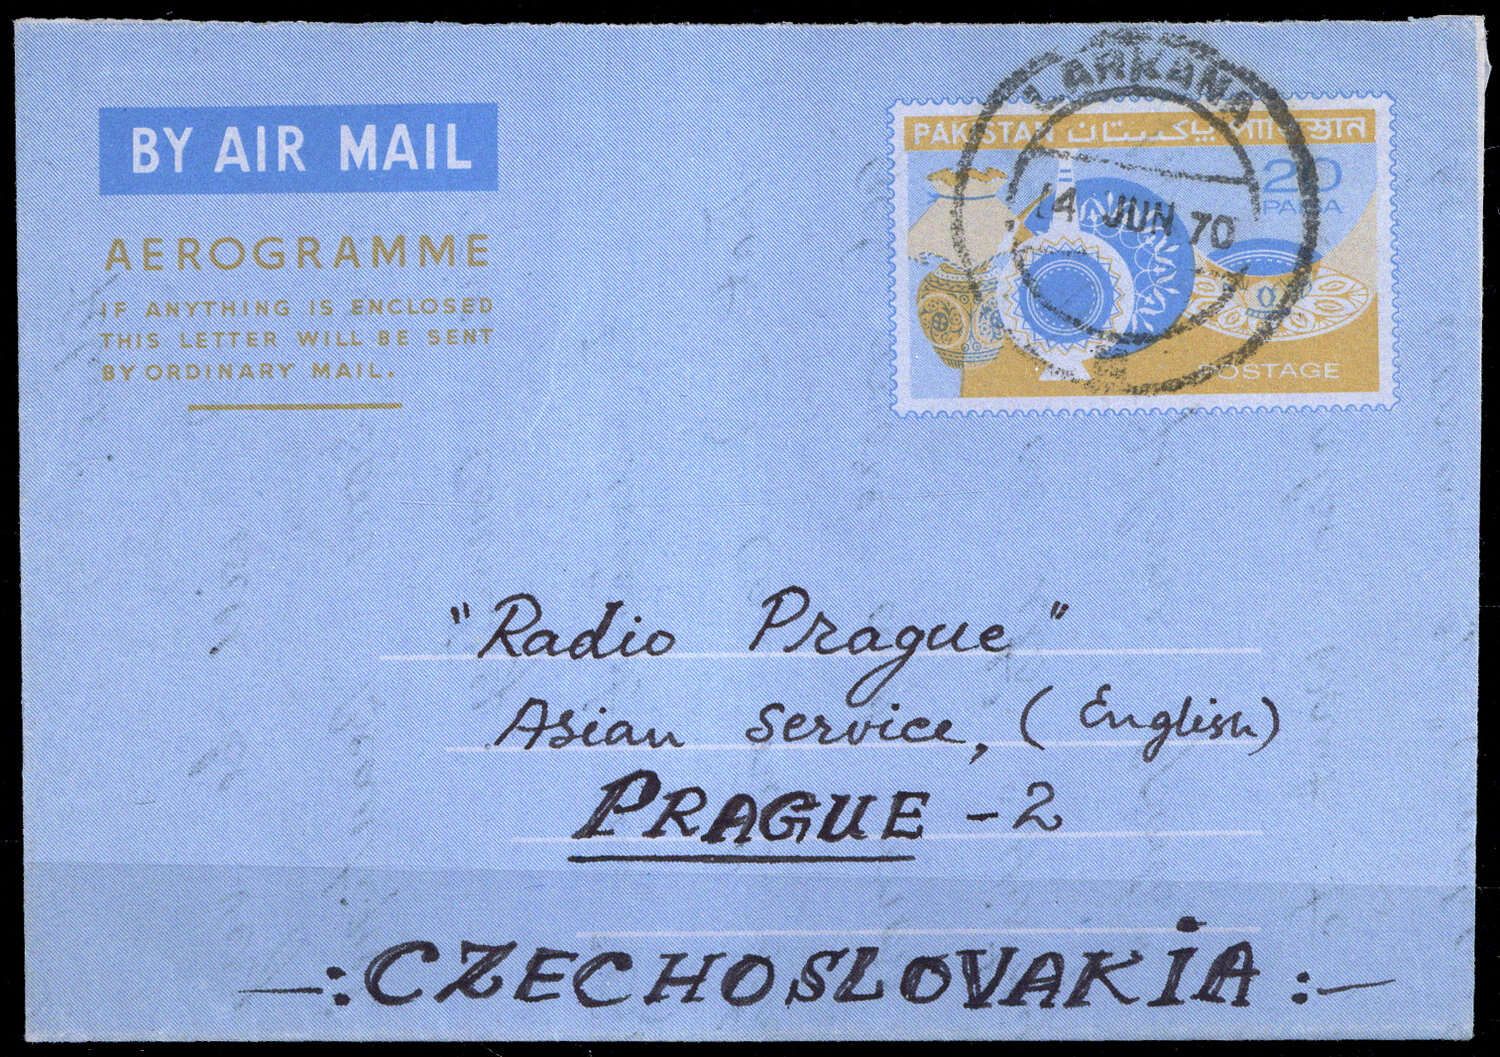 LARKANA
14 JUN 70
PAKISTAN پاکستان পাকিস্তান
20
PAISA
POSTAGE
BY AIR MAIL
AEROGRAMME
IF ANYTHING IS ENCLOSED
THIS LETTER WILL BE SENT
BY ORDINARY MAIL.
"Radio Prague"
Asian Service, (English)
PRAGUE - 2
—:CZECHOSLOVAKIA:—